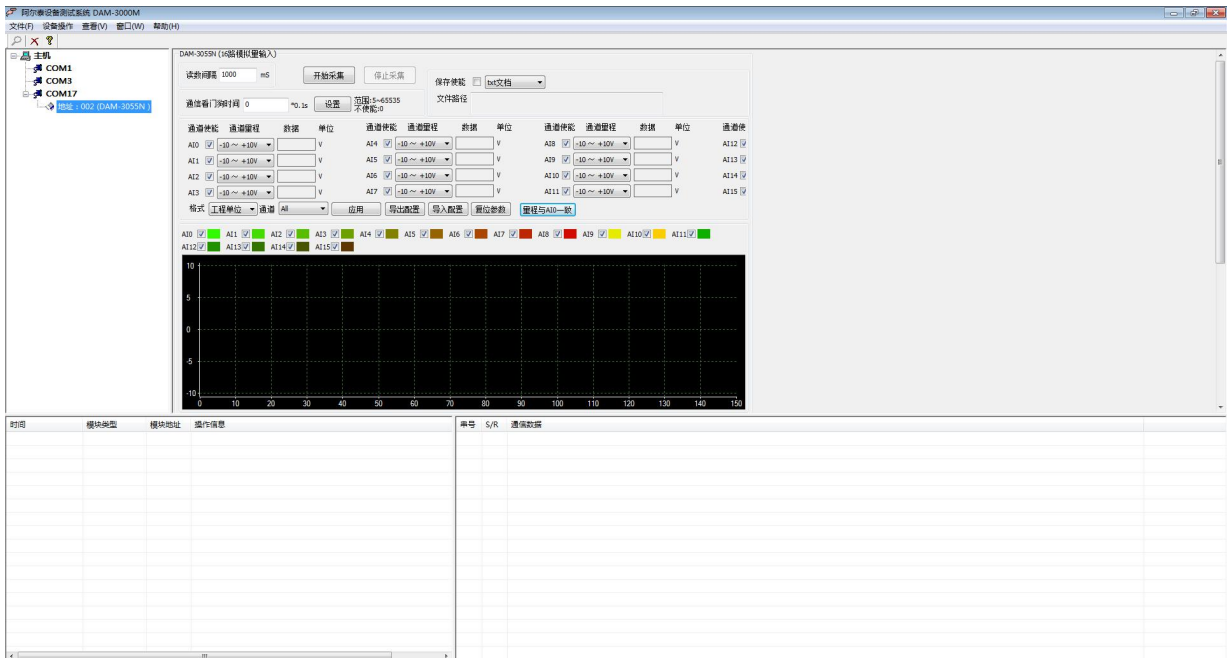 阿尔泰设备测试系统 DAM-3000M
文件(F) 设备操作 查看(V) 窗口(W) 帮助(H)
主机
COM1
COM3
COM17
地址：002 (DAM-3055N )
DAM-3055N (16路模拟量输入)
读数间隔 1000 mS 开始采集 停止采集
保存使能 txt文档
文件路径
通信看门狗时间 0 *0.1s 设置 范围:5~65535
不使能:0
通道使能 通道量程 数据 单位 通道使能 通道量程 数据 单位 通道使能 通道量程 数据 单位 通道使
AI0 -10 ～ +10V V AI4 -10 ～ +10V V AI8 -10 ～ +10V V AI12
AI1 -10 ～ +10V V AI5 -10 ～ +10V V AI9 -10 ～ +10V V AI13
AI2 -10 ～ +10V V AI6 -10 ～ +10V V AI10 -10 ～ +10V V AI14
AI3 -10 ～ +10V V AI7 -10 ～ +10V V AI11 -10 ～ +10V V AI15
格式 工程单位 通道 All 应用 导出配置 导入配置 复位参数 量程与AI0一致
AI0 AI1 AI2 AI3 AI4 AI5 AI6 AI7 AI8 AI9 AI10 AI11
AI12 AI13 AI14 AI15
10
5
0
-5
-10
0 10 20 30 40 50 60 70 80 90 100 110 120 130 140 150
时间 模块类型 模块地址 操作信息
串号 S/R 通信数据